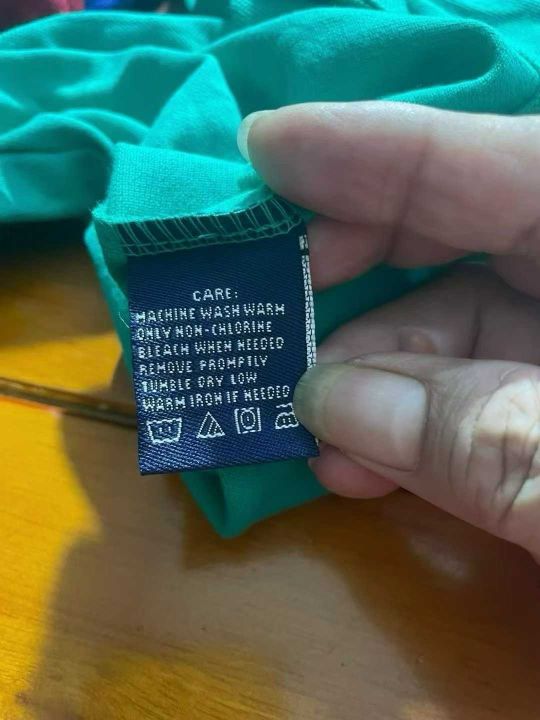 CARE:
MACHINE WASH WARM
ONLY NON-CHLORINE
BLEACH WHEN NEEDED
REMOVE PROMPTLY
TUMBLE DRY LOW
WARM IRON IF NEEDED